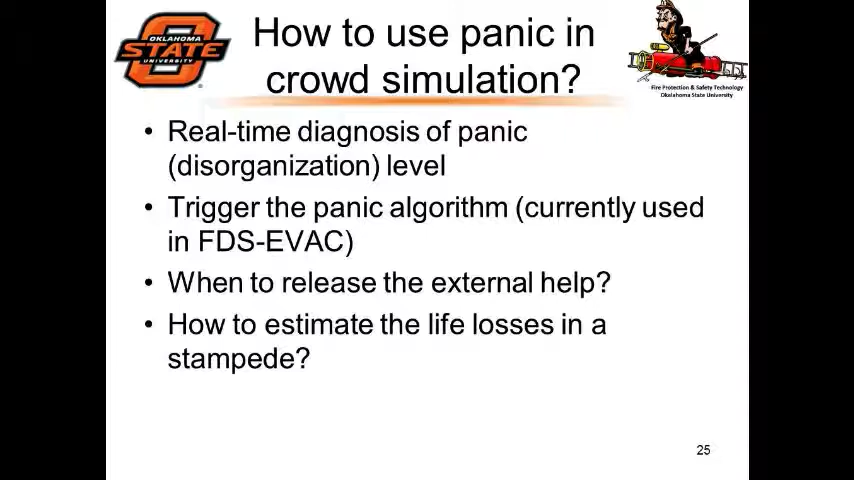 OKLAHOMA
STATE
UNIVERSITY
How to use panic in
crowd simulation?
Fire Protection & Safety Technology
Oklahoma State University
• Real-time diagnosis of panic
(disorganization) level
• Trigger the panic algorithm (currently used
in FDS-EVAC)
• When to release the external help?
• How to estimate the life losses in a
stampede?
25